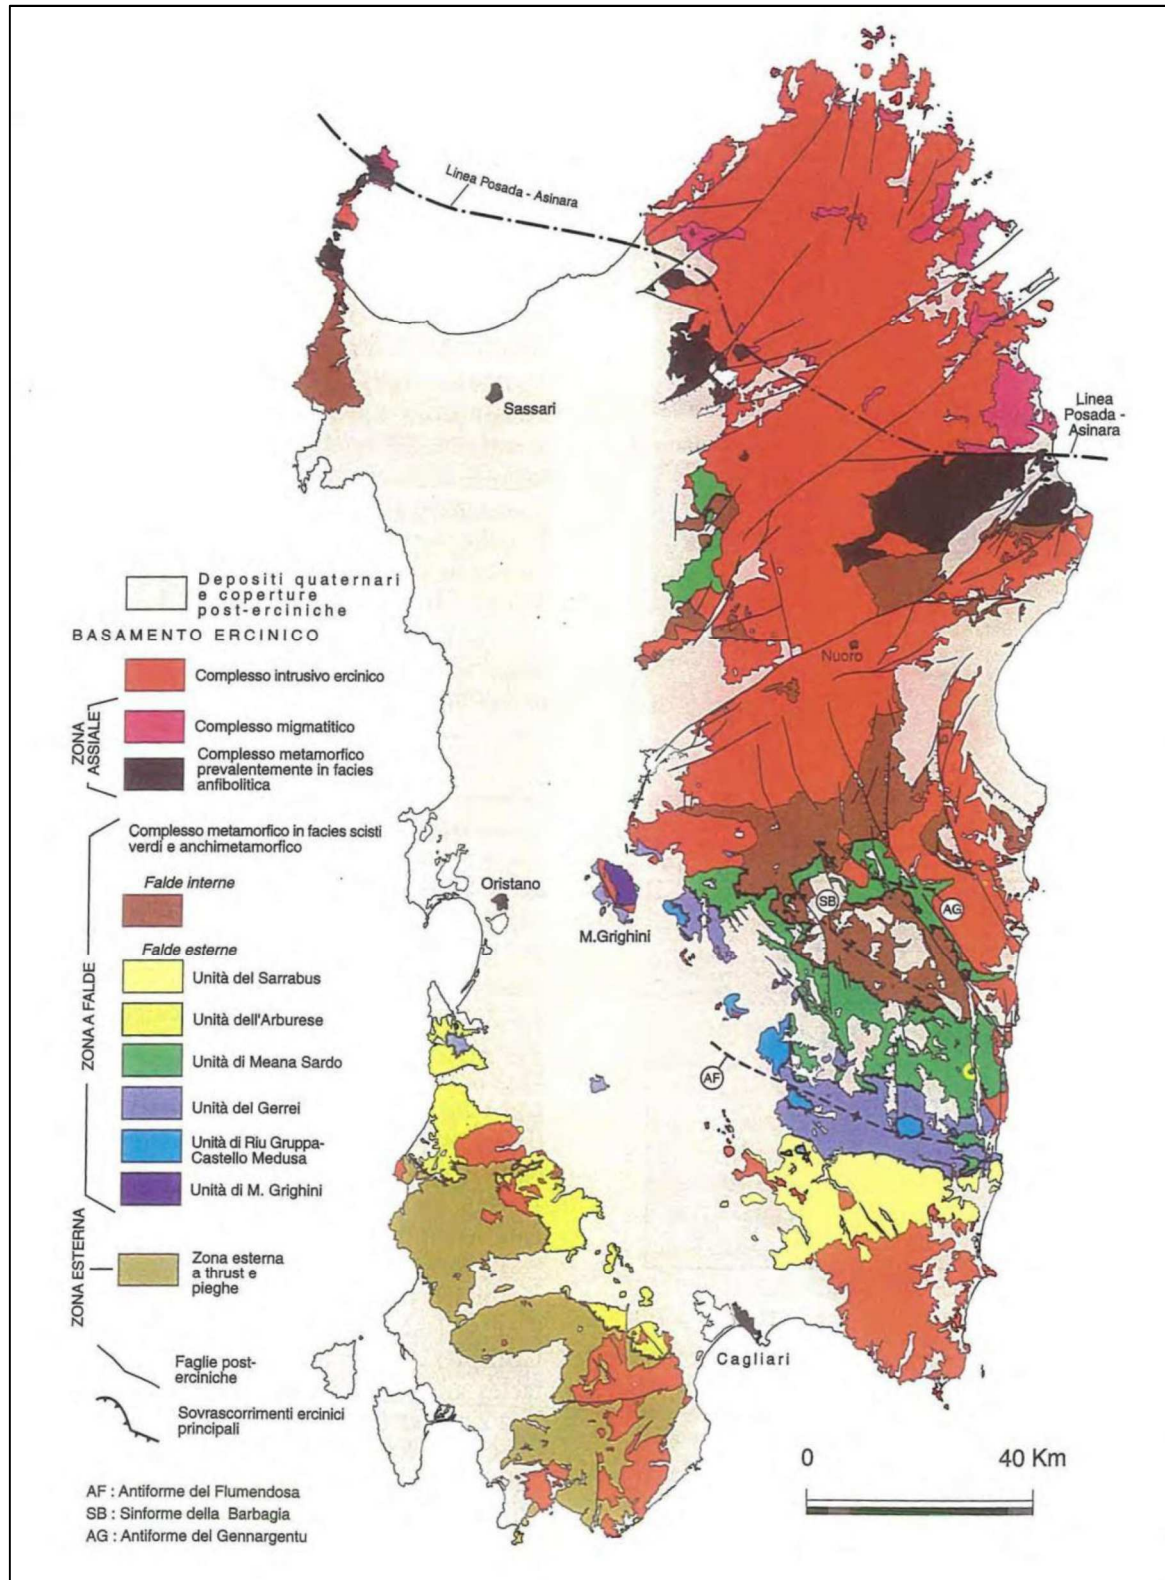 Linea Posada - Asinara
Sassari
Linea
Posada -
Asinara
Nuoro
Oristano
M.Grighini
SB
AG
AF
Cagliari
Depositi quaternari
e coperture
post-erciniche
BASAMENTO ERCINICO
Complesso intrusivo ercinico
ZONA
ASSIALE
Complesso migmatitico
Complesso metamorfico
prevalentemente in facies
anfibolitica
ZONA A FALDE
Complesso metamorfico in facies scisti
verdi e anchimetamorfico
Falde interne
Falde esterne
Unità del Sarrabus
Unità dell'Arburese
Unità di Meana Sardo
Unità del Gerrei
Unità di Riu Gruppa-
Castello Medusa
Unità di M. Grighini
ZONA ESTERNA
Zona esterna
a thrust e
pieghe
Faglie post-
erciniche
Sovrascorrimenti ercinici
principali
AF : Antiforme del Flumendosa
SB : Sinforme della Barbagia
AG : Antiforme del Gennargentu
0 40 Km